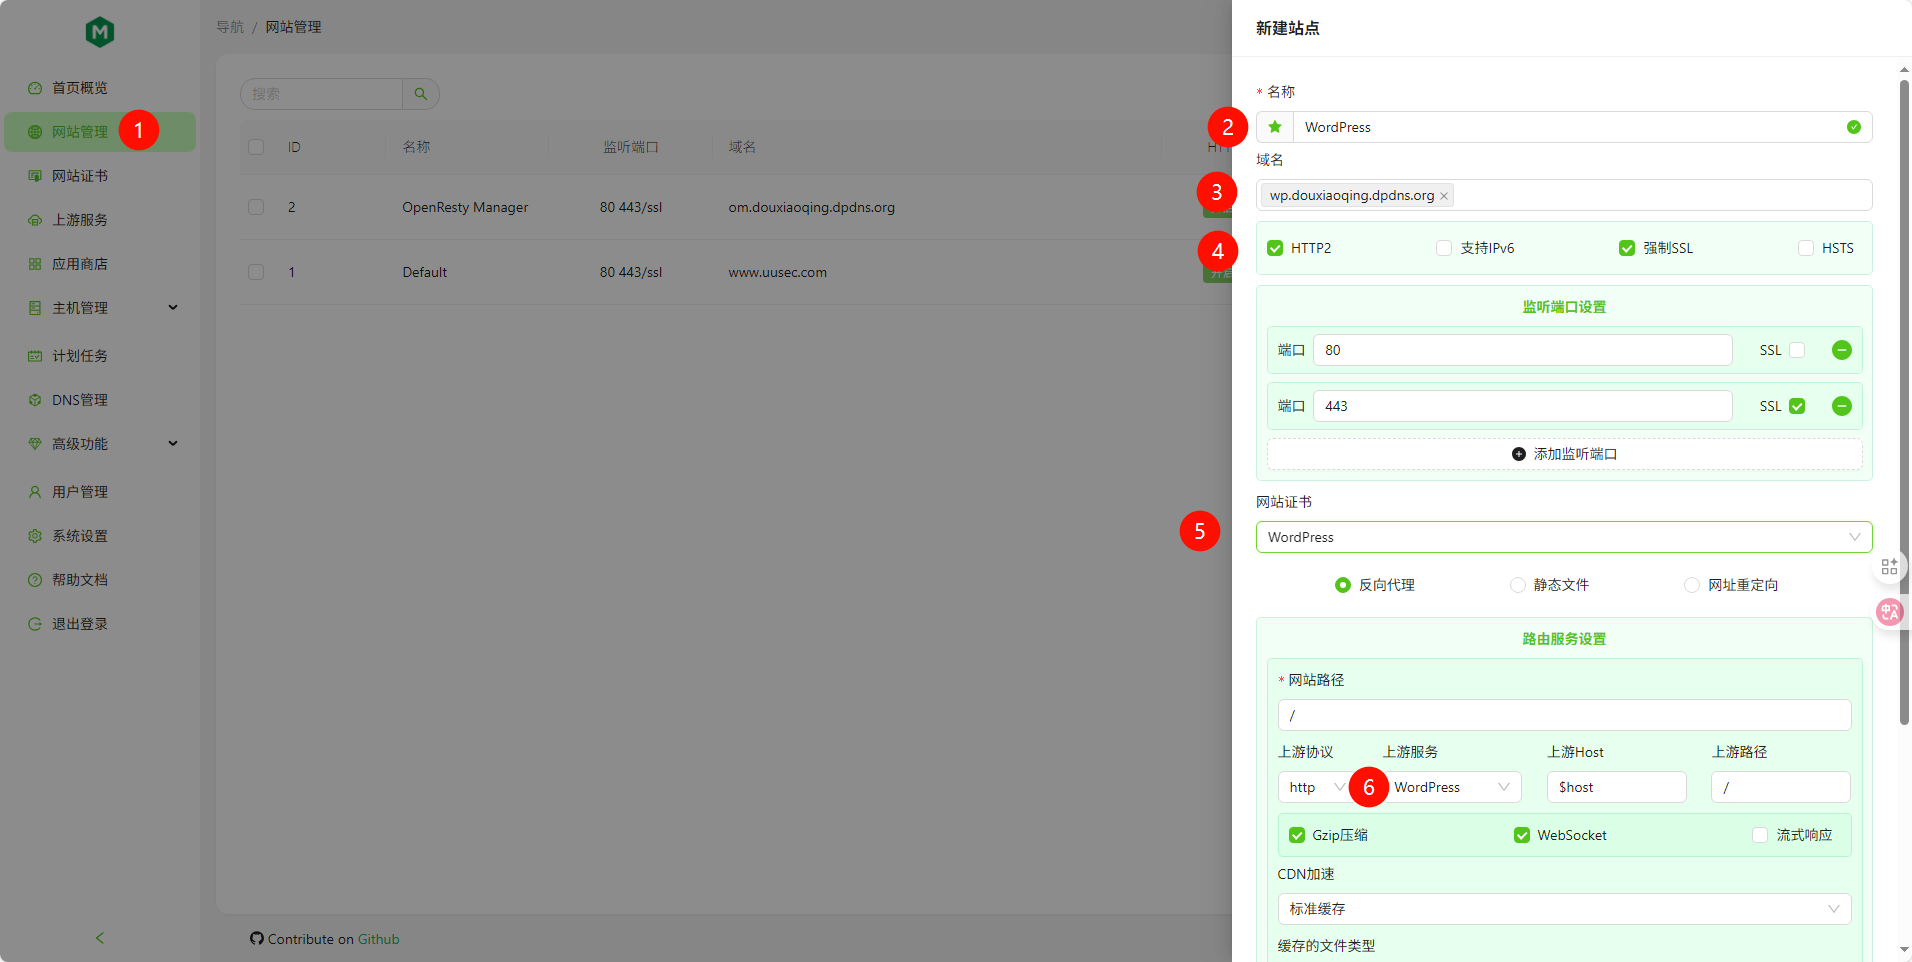 M
首页概览
网站管理
1
网站证书
上游服务
应用商店
主机管理
计划任务
DNS管理
高级功能
用户管理
系统设置
帮助文档
退出登录
导航 / 网站管理
搜索
ID 名称 监听端口 域名
2 OpenResty Manager 80 443/ssl om.douxiaoqing.dpdns.org
1 Default 80 443/ssl www.uusec.com
Contribute on Github
新建站点
* 名称
2 WordPress
域名
3 wp.douxiaoqing.dpdns.org ×
4 HTTP2 支持IPv6 强制SSL HSTS
监听端口设置
端口 80 SSL
端口 443 SSL
添加监听端口
网站证书
5 WordPress
反向代理 静态文件 网址重定向
路由服务设置
* 网站路径
/
上游协议 上游服务 上游Host 上游路径
http 6 WordPress $host /
Gzip压缩 WebSocket 流式响应
CDN加速
标准缓存
缓存的文件类型